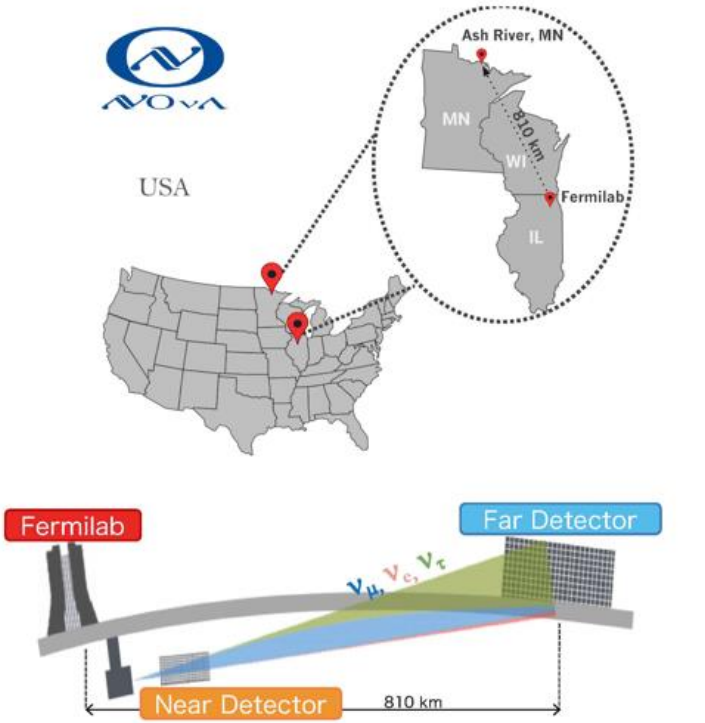 NOνA
USA
Ash River, MN
MN
810 km
WI
Fermilab
IL
Fermilab
Far Detector
νμ, νe, ντ
Near Detector
810 km